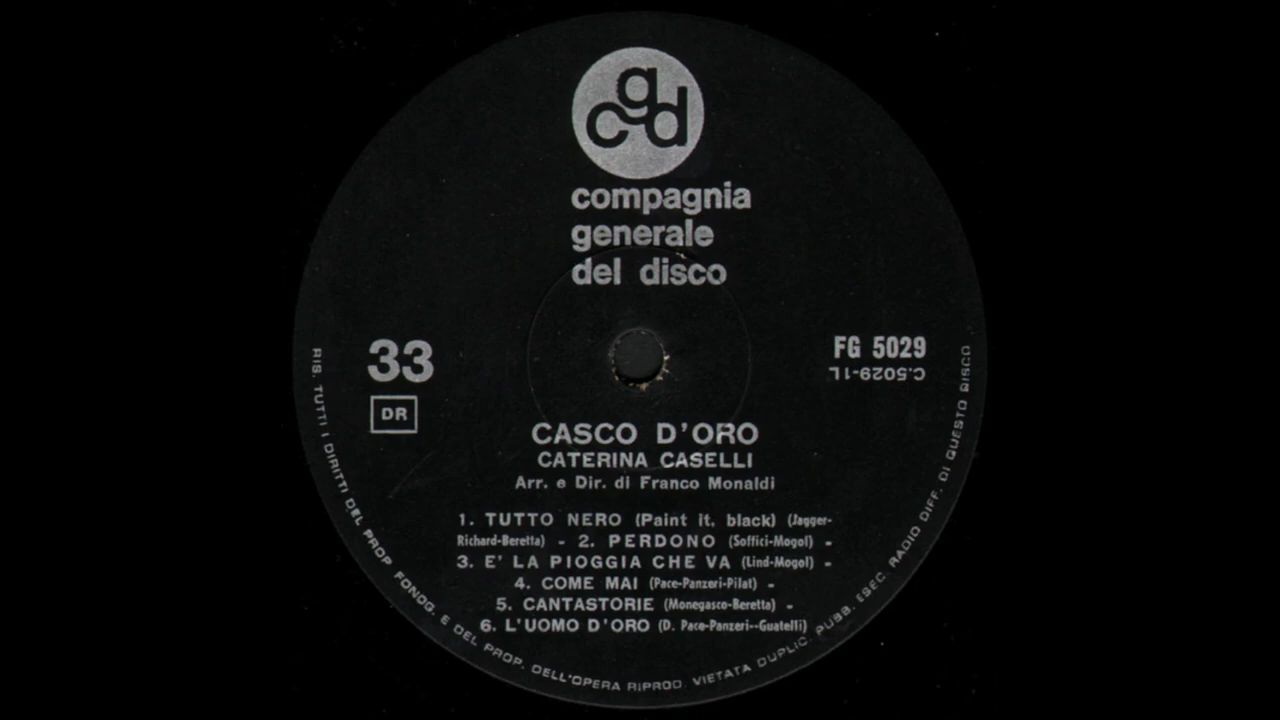 cgd
compagnia
generale
del disco
33
DR
FG 5029
C.5029-1L
CASCO D'ORO
CATERINA CASELLI
Arr. e Dir. di Franco Monaldi
1. TUTTO NERO (Paint it, black) (Jagger-
Richard-Beretta) - 2. PERDONO (Soffici-Mogol) -
3. E' LA PIOGGIA CHE VA (Lind-Mogol) -
4. COME MAI (Pace-Panzeri-Pilat) -
5. CANTASTORIE (Monegasco-Beretta) -
6. L'UOMO D'ORO (D. Pace-Panzeri--Guatelli)
RIS. TUTTI I DIRITTI DEL PROP. FONOG. E DEL PROP. DELL'OPERA RIPROD. VIETATA DUPLIC. PUBB. ESEC. RADIO DIFF. DI QUESTO DISCO